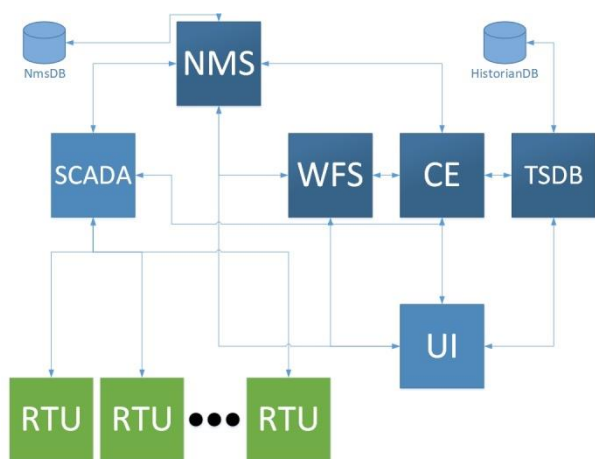 NMS
NmsDB
HistorianDB
SCADA
WFS
CE
TSDB
UI
RTU
RTU
RTU